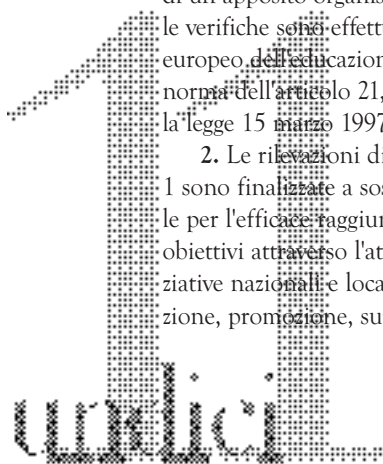 di un'apposito organis
le verifiche sono effettu
europeo dell'educazion
norma dell'articolo 21,
la legge 15 marzo 1997
2. Le rilevazioni di
1 sono finalizzate a sos
le per l'efficace raggiun
obiettivi attraverso l'at
ziative nazionali e loca
zione, promozione, su
11
undici